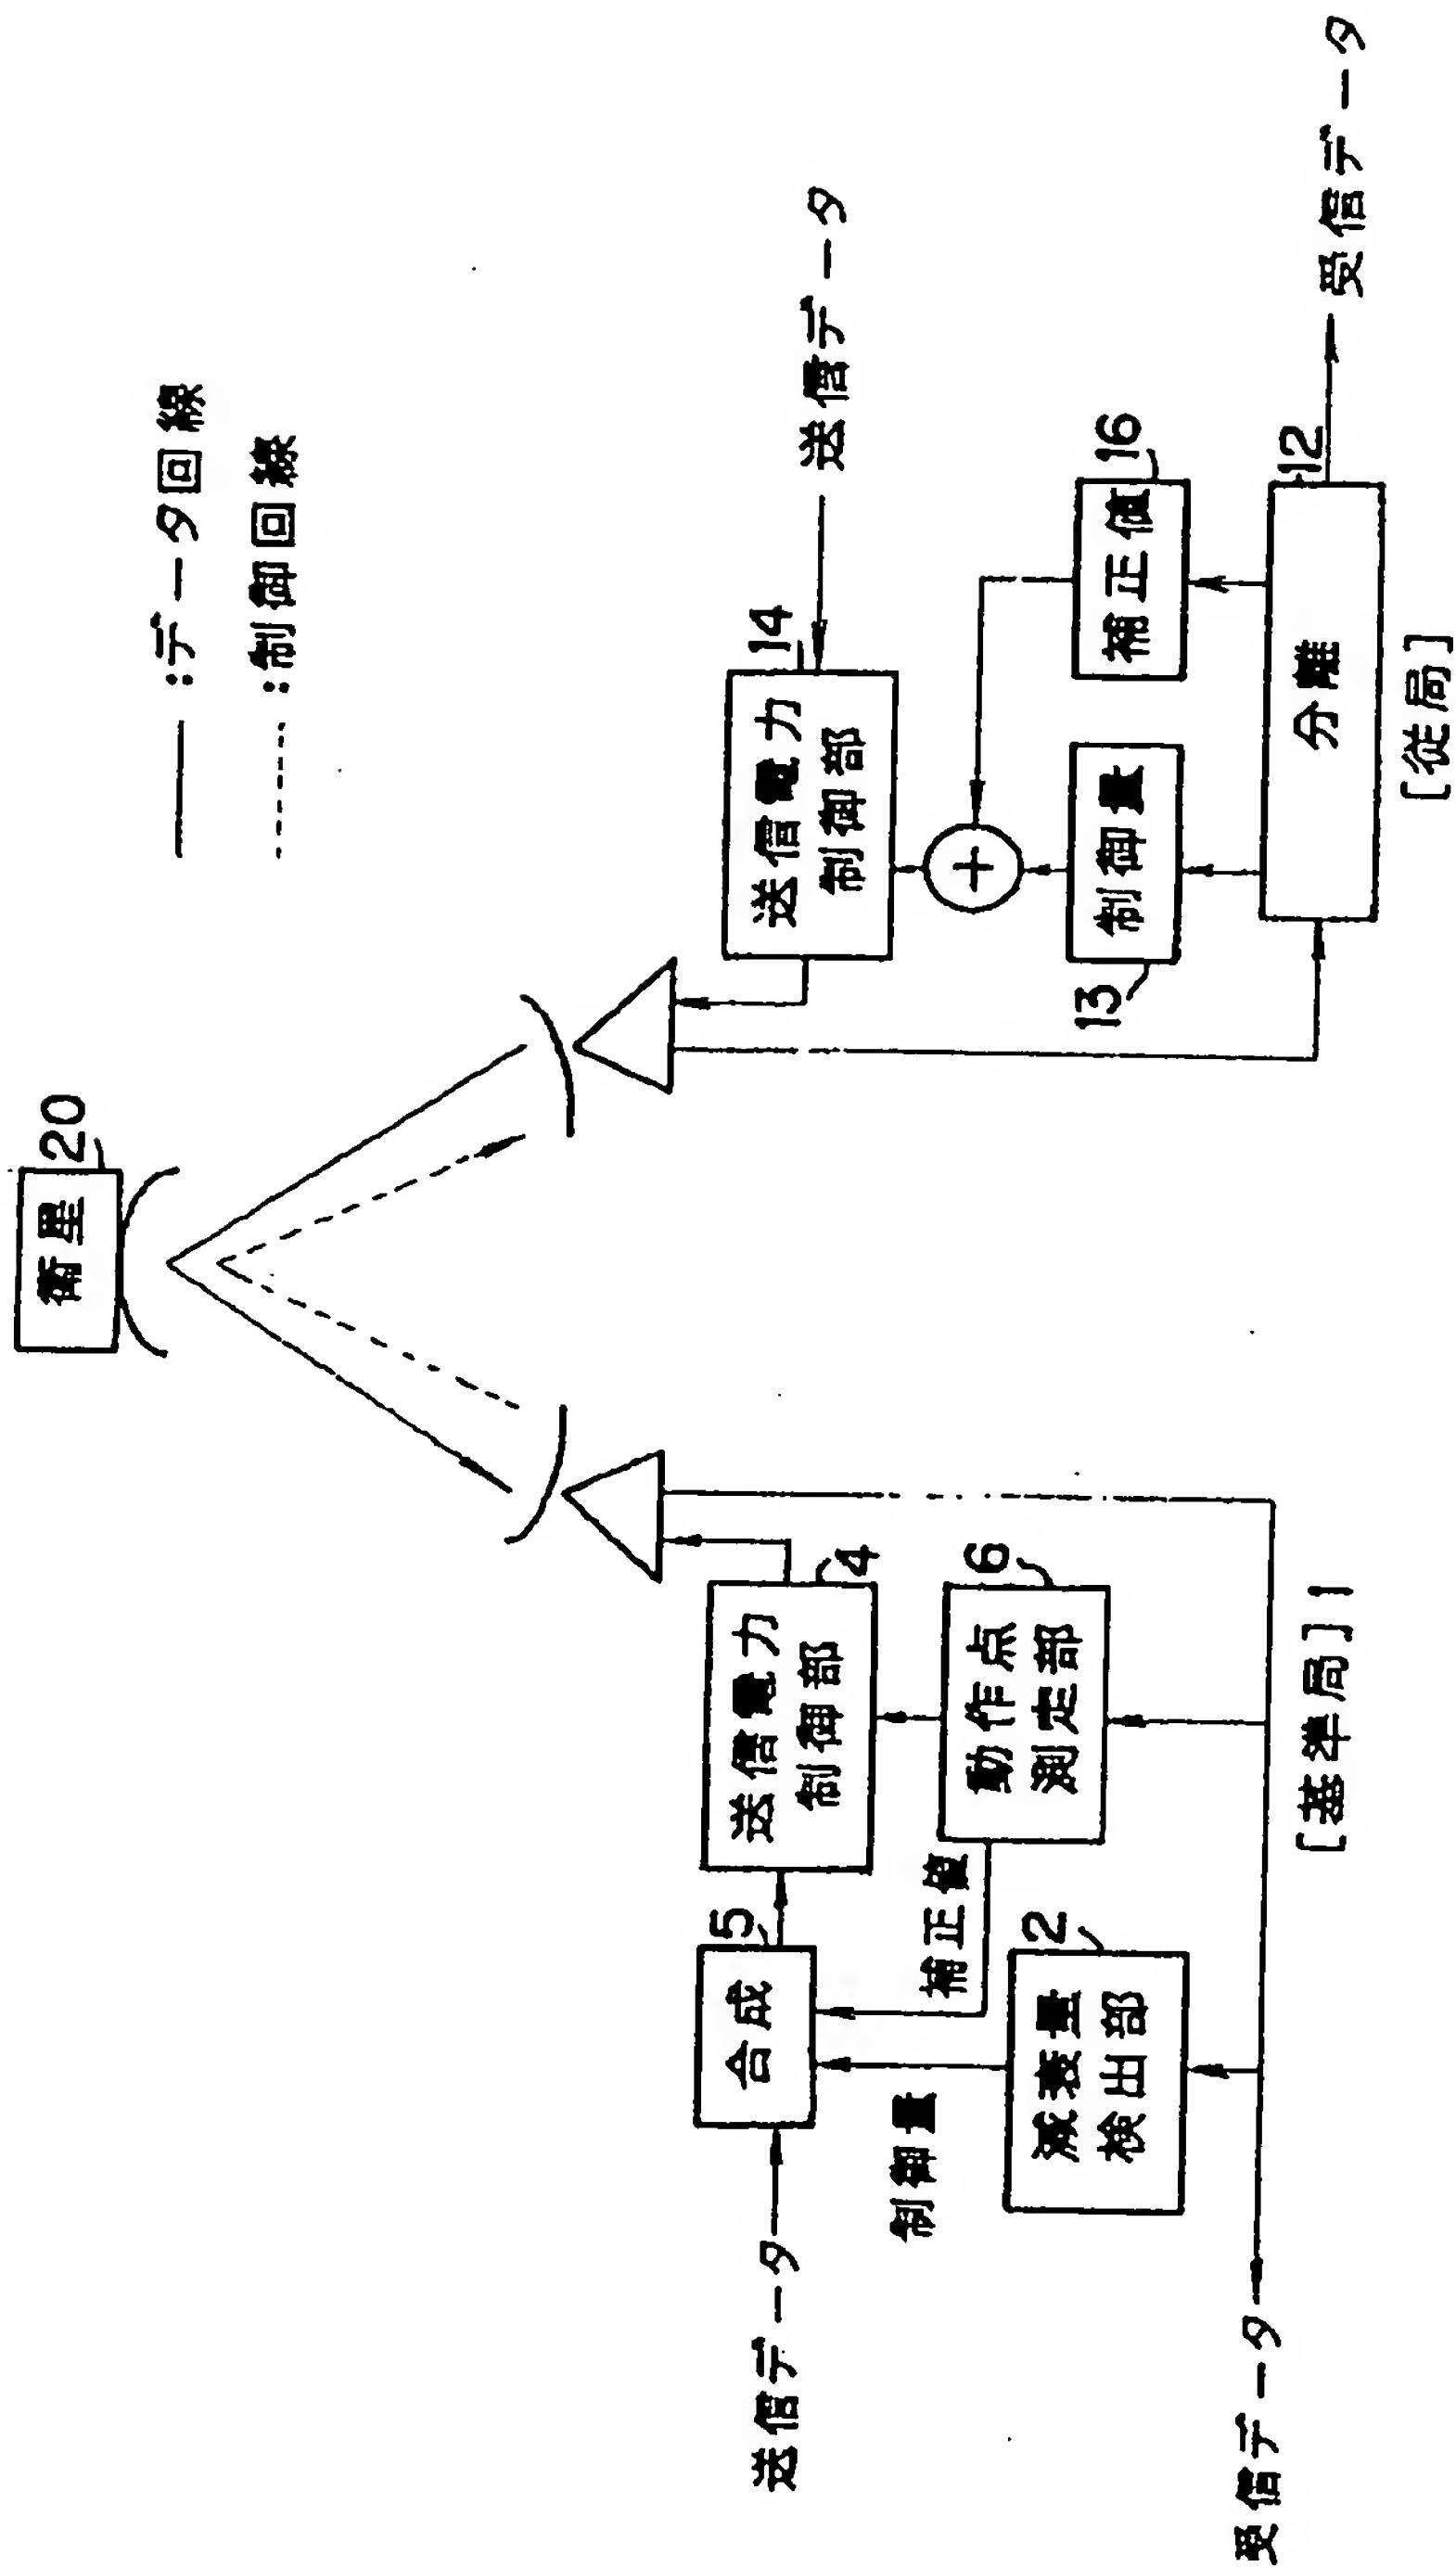 衛星
20
——:データ回線
-----:制御回線
送信データ
合成
5
送信電力
制御部
4
制御量
補正値
減衰量
検出部
2
動作点
測定部
6
受信データ
[基準局]1
送信電力
制御部
14
送信データ
+
制御量
13
補正値
16
分離
12
受信データ
[従局]